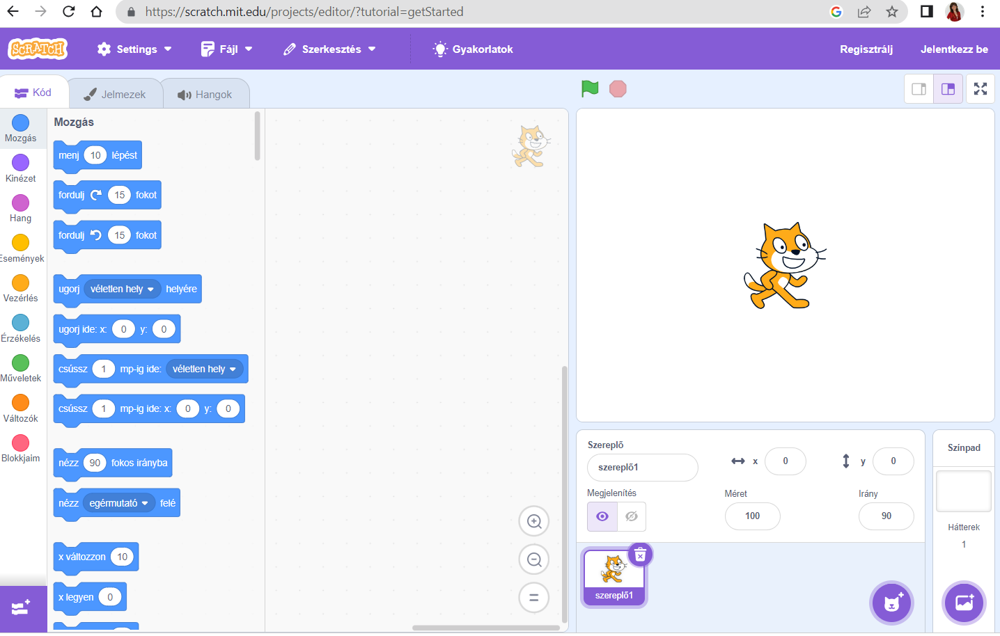 https://scratch.mit.edu/projects/editor/?tutorial=getStarted
SCRATCH Settings Fájl Szerkesztés Gyakorlatok Regisztrálj Jelentkezz be
Kód Jelmezek Hangok
Mozgás
Kinézet
Hang
Események
Vezérlés
Érzékelés
Műveletek
Változók
Blokkjaim
Mozgás
menj 10 lépést
fordulj 15 fokot
fordulj 15 fokot
ugorj véletlen hely helyére
ugorj ide: x: 0 y: 0
csússz 1 mp-ig ide: véletlen hely
csússz 1 mp-ig ide: x: 0 y: 0
nézz 90 fokos irányba
nézz egérmutató felé
x változzon 10
x legyen 0
Szereplő
szereplő1 x 0 y 0
Megjelenítés Méret Irány
100 90
szereplő1
Színpad
Hátterek
1